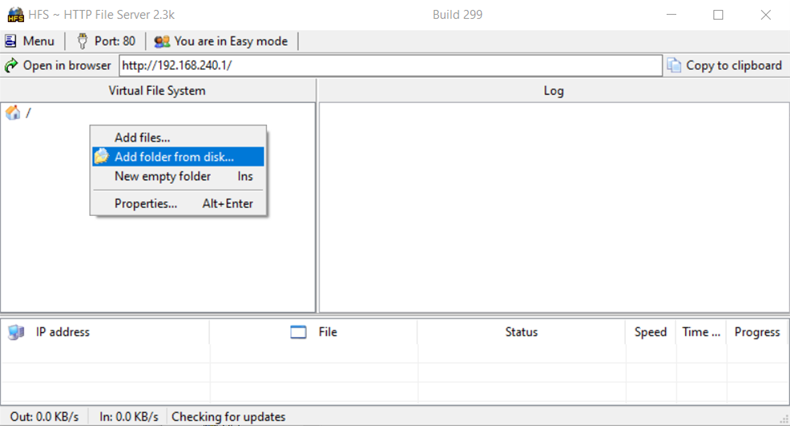 HFS ~ HTTP File Server 2.3k Build 299
Menu Port: 80 You are in Easy mode
Open in browser http://192.168.240.1/ Copy to clipboard
Virtual File System Log
/
Add files...
Add folder from disk...
New empty folder Ins
Properties... Alt+Enter
IP address File Status Speed Time ... Progress
Out: 0.0 KB/s In: 0.0 KB/s Checking for updates